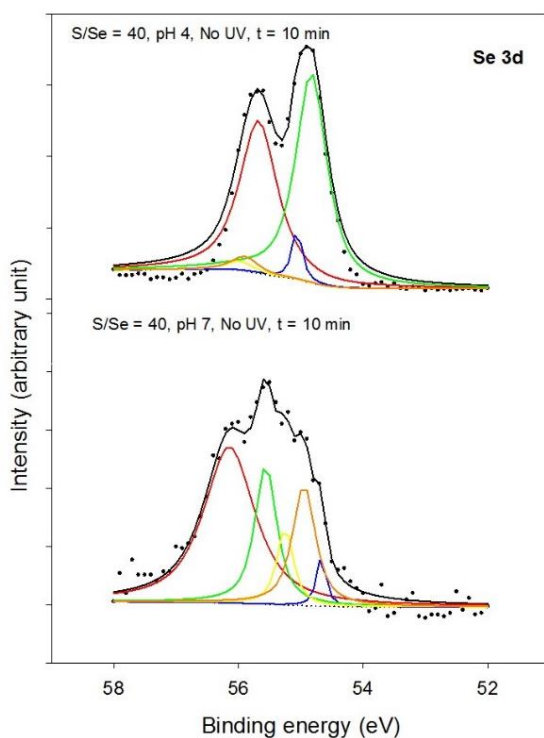 S/Se = 40, pH 4, No UV, t = 10 min
Se 3d
S/Se = 40, pH 7, No UV, t = 10 min
Intensity (arbitrary unit)
58 56 54 52
Binding energy (eV)